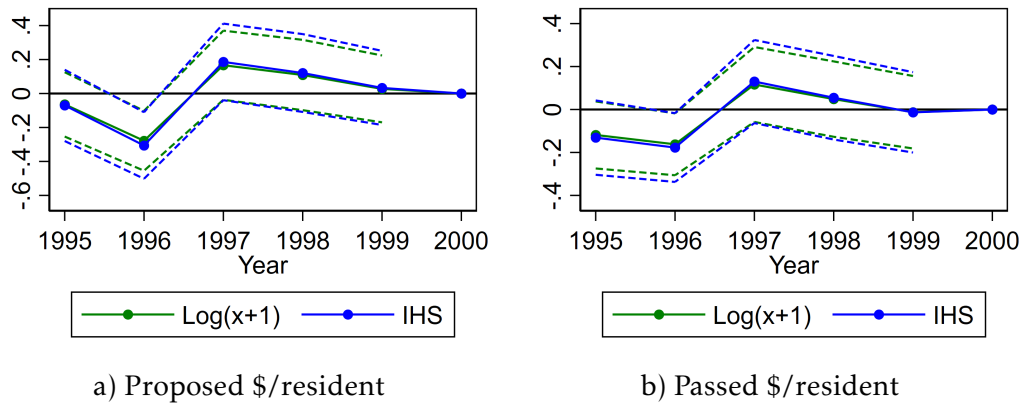 .4
.2
0
-.2
-.4
-.6
1995 1996 1997 1998 1999 2000
Year
Log(x+1) IHS
a) Proposed $/resident
.4
.2
0
-.2
-.4
1995 1996 1997 1998 1999 2000
Year
Log(x+1) IHS
b) Passed $/resident